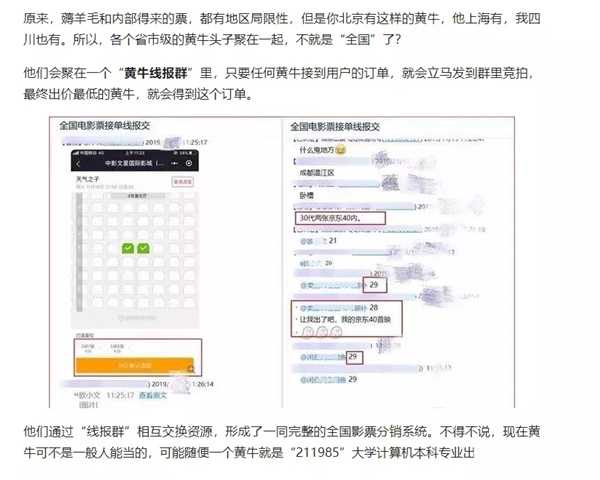 原来，薅羊毛和内部得来的票，都有地区局限性，但是你北京有这样的黄牛，他上海有，我四
川也有。所以，各个省市级的黄牛头子聚在一起，不就是“全国”了？
他们会聚在一个“黄牛线报群”里，只要任何黄牛接到用户的订单，就会立马发到群里竞拍，
最终出价最低的黄牛，就会得到这个订单。
全国电影票接单线报交
2019
11:25:17
中影文星国际影城（...
天气之子
11:25:17 查看原文
[图片]
2019/
1:26:14
全国电影票接单线报交
什么鬼地方
成都温江区
卧槽
30代两张京东40内。
21
26
29
28
让我出了吧，我的京东40首映
29
29
他们通过“线报群”相互交换资源，形成了一同完整的全国影票分销系统。不得不说，现在黄
牛可不是一般人能当的，可能随便一个黄牛就是“211985”大学计算机本科专业出